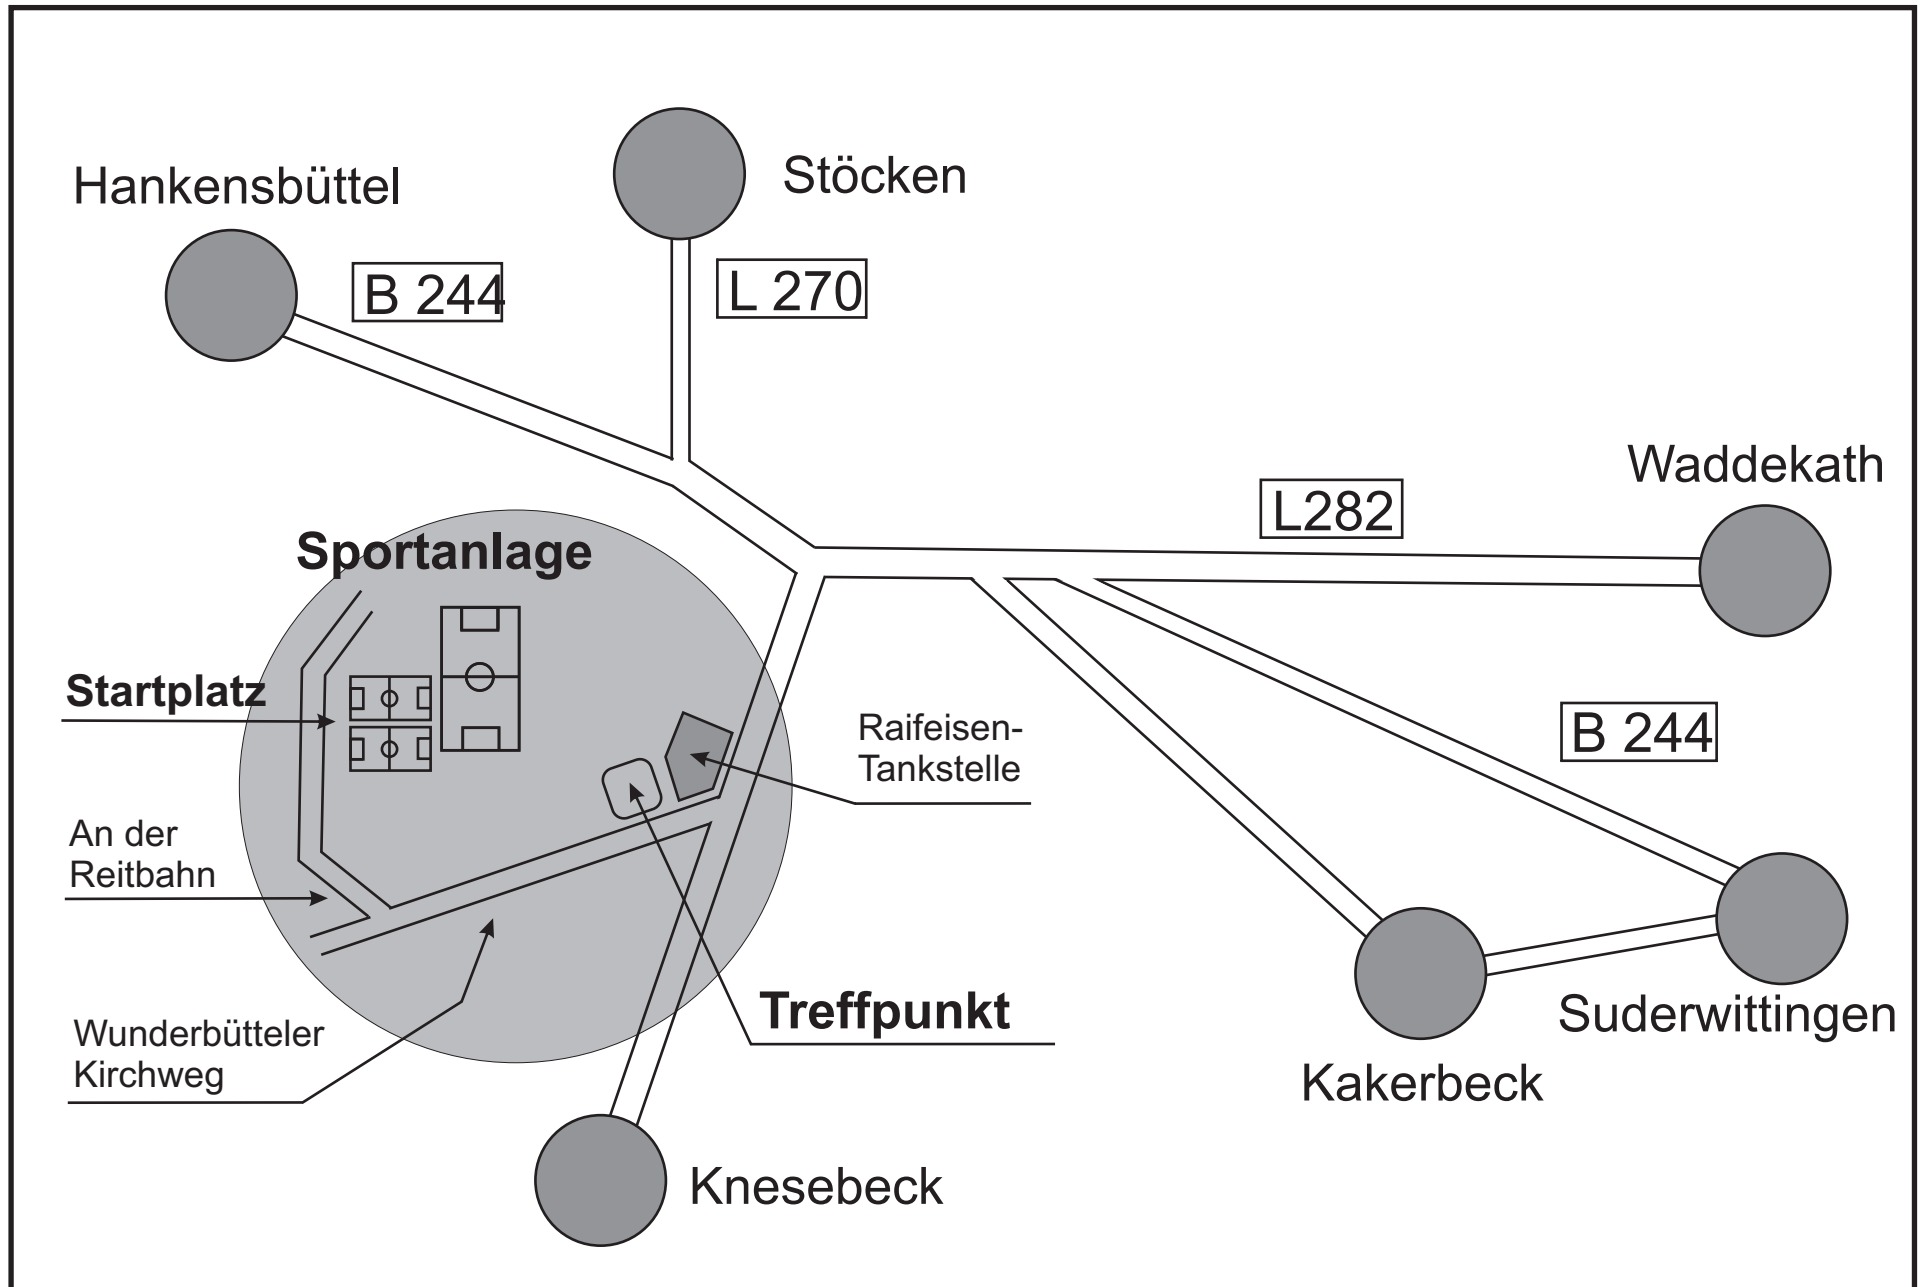 Hankensbüttel
Stöcken
B 244
L 270
Waddekath
L282
Sportanlage
Startplatz
Raifeisen-
Tankstelle
B 244
An der
Reitbahn
Treffpunkt
Suderwittingen
Wunderbütteler
Kirchweg
Kakerbeck
Knesebeck